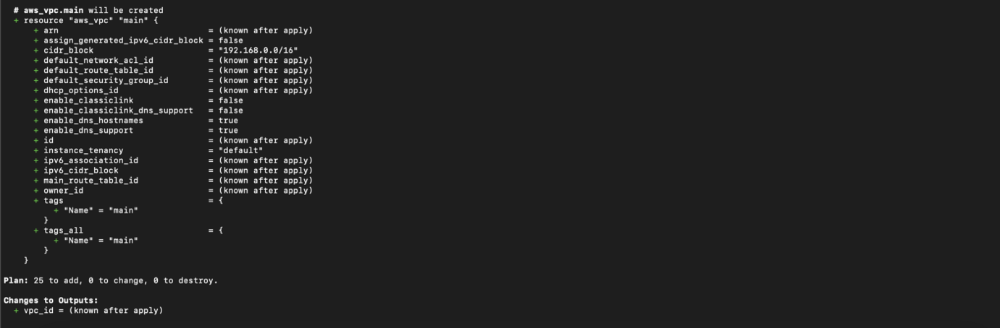 # aws_vpc.main will be created
+ resource "aws_vpc" "main" {
+ arn = (known after apply)
+ assign_generated_ipv6_cidr_block = false
+ cidr_block = "192.168.0.0/16"
+ default_network_acl_id = (known after apply)
+ default_route_table_id = (known after apply)
+ default_security_group_id = (known after apply)
+ dhcp_options_id = (known after apply)
+ enable_classiclink = false
+ enable_classiclink_dns_support = false
+ enable_dns_hostnames = true
+ enable_dns_support = true
+ id = (known after apply)
+ instance_tenancy = "default"
+ ipv6_association_id = (known after apply)
+ ipv6_cidr_block = (known after apply)
+ main_route_table_id = (known after apply)
+ owner_id = (known after apply)
+ tags = {
+ "Name" = "main"
}
+ tags_all = {
+ "Name" = "main"
}
}
Plan: 25 to add, 0 to change, 0 to destroy.
Changes to Outputs:
+ vpc_id = (known after apply)